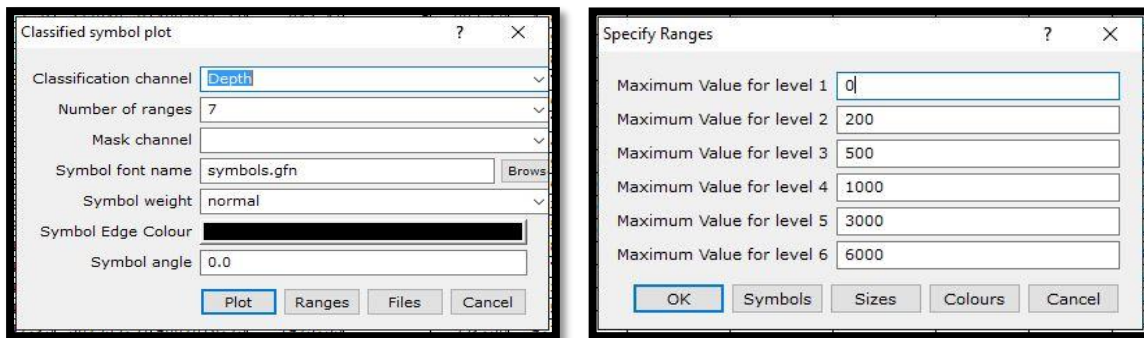 Classified symbol plot ? X
Classification channel Depth
Number of ranges 7
Mask channel
Symbol font name symbols.gfn Brows
Symbol weight normal
Symbol Edge Colour
Symbol angle 0.0
Plot Ranges Files Cancel
Specify Ranges ? X
Maximum Value for level 1 0
Maximum Value for level 2 200
Maximum Value for level 3 500
Maximum Value for level 4 1000
Maximum Value for level 5 3000
Maximum Value for level 6 6000
OK Symbols Sizes Colours Cancel